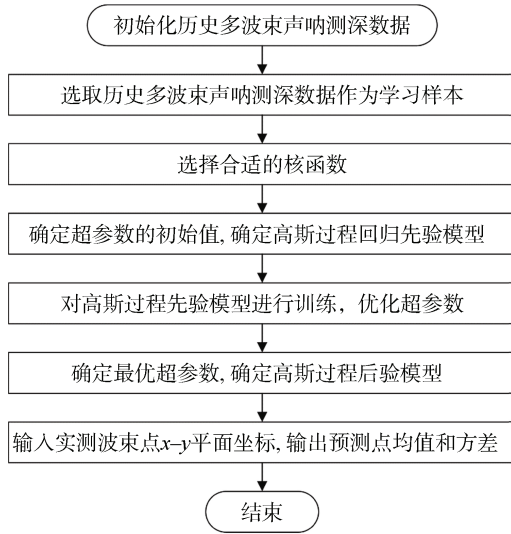 初始化历史多波束声呐测深数据
选取历史多波束声呐测深数据作为学习样本
选择合适的核函数
确定超参数的初始值, 确定高斯过程回归先验模型
对高斯过程先验模型进行训练，优化超参数
确定最优超参数, 确定高斯过程后验模型
输入实测波束点x–y平面坐标, 输出预测点均值和方差
结束